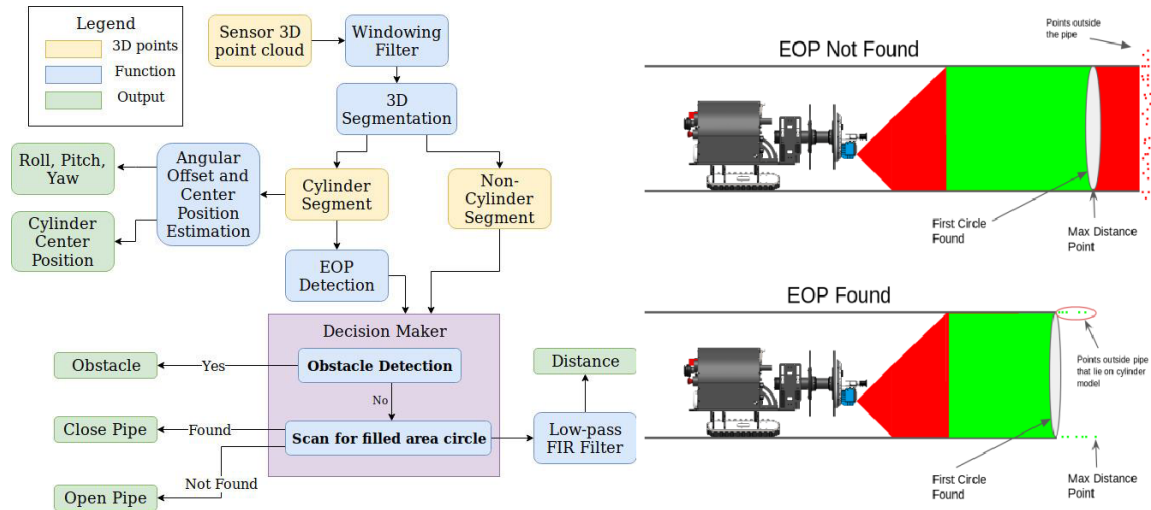 Legend
3D points
Function
Output
Sensor 3D
point cloud
Windowing
Filter
3D
Segmentation
Roll, Pitch,
Yaw
Angular
Offset and
Center
Position
Estimation
Cylinder
Segment
Non-
Cylinder
Segment
Cylinder
Center
Position
EOP
Detection
Decision Maker
Obstacle
Yes
Obstacle Detection
No
Distance
Close Pipe
Found
Scan for filled area circle
Low-pass
FIR Filter
Not Found
Open Pipe
EOP Not Found
Points outside
the pipe
First Circle
Found
Max Distance
Point
EOP Found
Points outside pipe
that lie on cylinder
model
First Circle
Found
Max Distance
Point